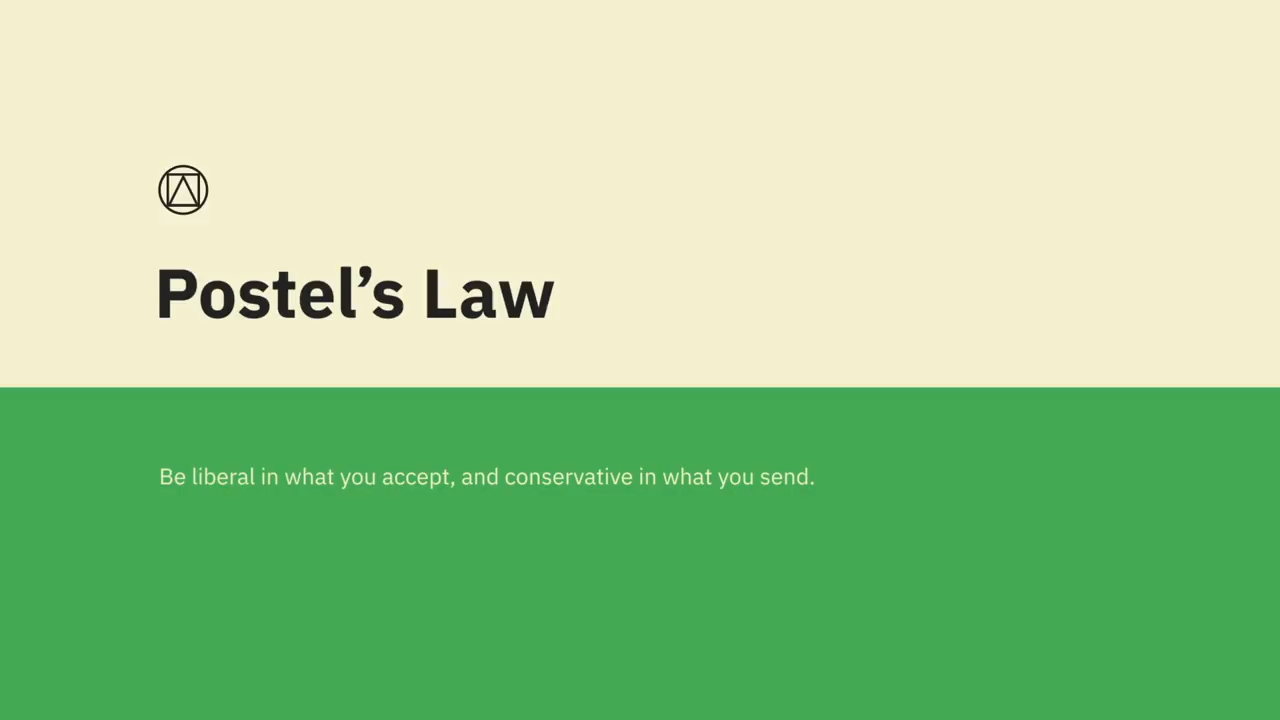 Postel’s Law
Be liberal in what you accept, and conservative in what you send.